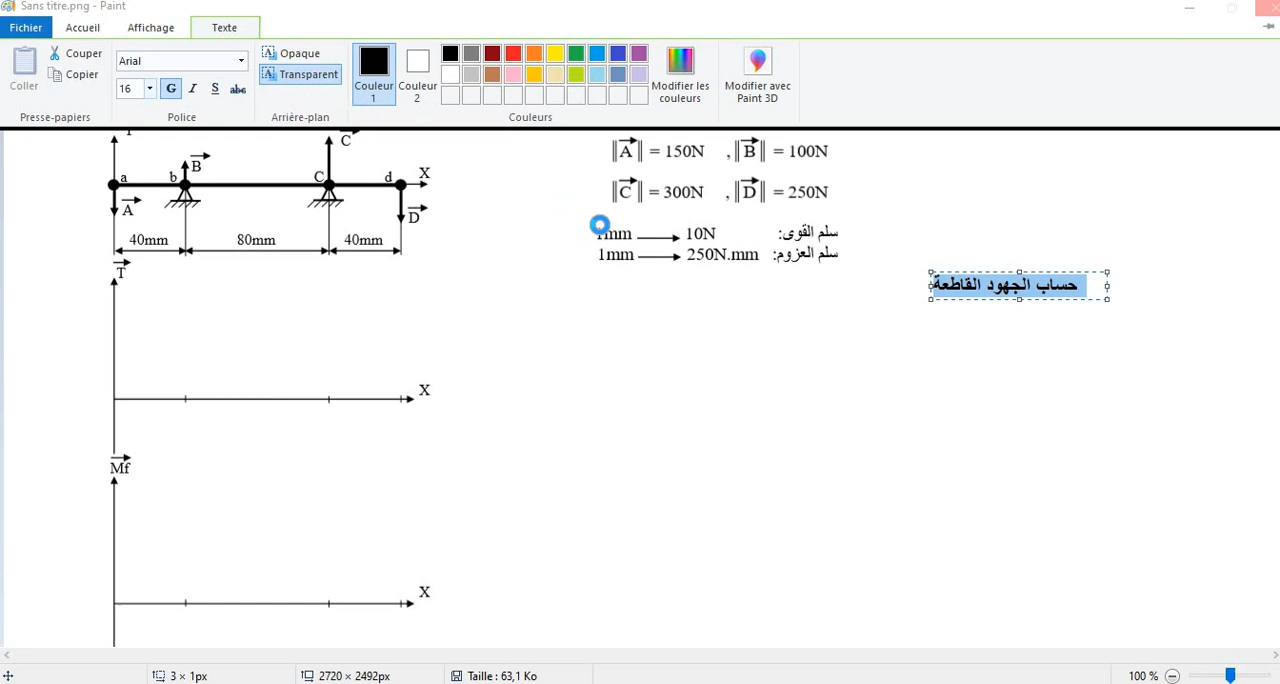 Sans titre.png - Paint
Fichier Accueil Affichage Texte
Coller
Couper
Copier
Presse-papiers
Arial
16 G I S abc
Police
Opaque
Transparent
Arrière-plan
Couleur 1
Couleur 2
Modifier les couleurs
Couleurs
Modifier avec Paint 3D
C
B
a b C d X
A
D
40mm 80mm 40mm
||A|| = 150N , ||B|| = 100N
||C|| = 300N , ||D|| = 250N
سلم القوى: 1mm → 10N
سلم العزوم: 1mm → 250N.mm
حساب الجهود القاطعة
T
X
Mf
X
3 × 1px
2720 × 2492px
Taille : 63,1 Ko
100 %